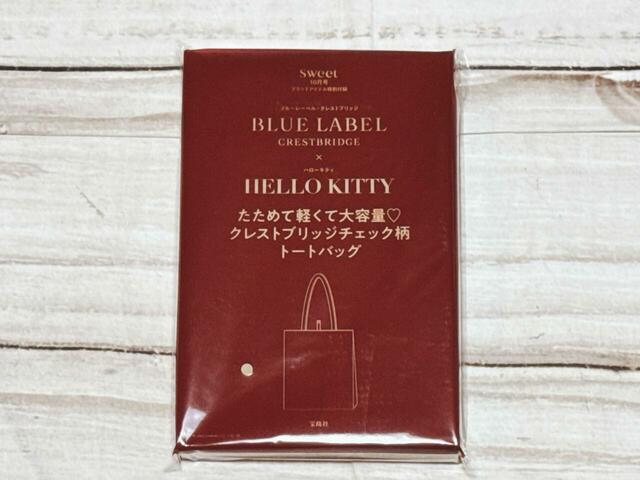 sweet
10月号
ブランドアイテム特別付録
ブルーレーベル・クレストブリッジ
BLUE LABEL
CRESTBRIDGE
×
ハローキティ
HELLO KITTY
たためて軽くて大容量♡
クレストブリッジチェック柄
トートバッグ
宝島社